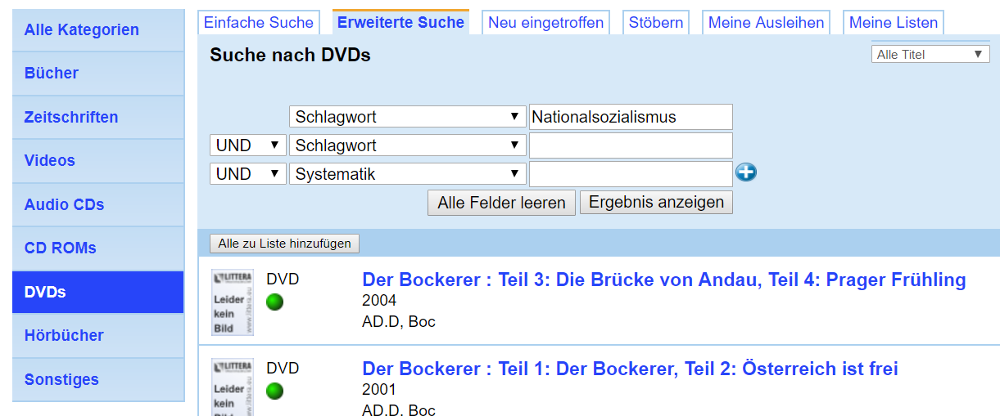 Alle Kategorien
Bücher
Zeitschriften
Videos
Audio CDs
CD ROMs
DVDs
Hörbücher
Sonstiges
Einfache Suche Erweiterte Suche Neu eingetroffen Stöbern Meine Ausleihen Meine Listen
Suche nach DVDs Alle Titel ▼
Schlagwort ▼ Nationalsozialismus
UND ▼ Schlagwort ▼
UND ▼ Systematik ▼
Alle Felder leeren Ergebnis anzeigen
Alle zu Liste hinzufügen
LITTERA
Leider
kein
Bild
www.littera.eu
DVD
Der Bockerer : Teil 3: Die Brücke von Andau, Teil 4: Prager Frühling
2004
AD.D, Boc
LITTERA
Leider
kein
DVD
Der Bockerer : Teil 1: Der Bockerer, Teil 2: Österreich ist frei
2001
AD.D, Boc